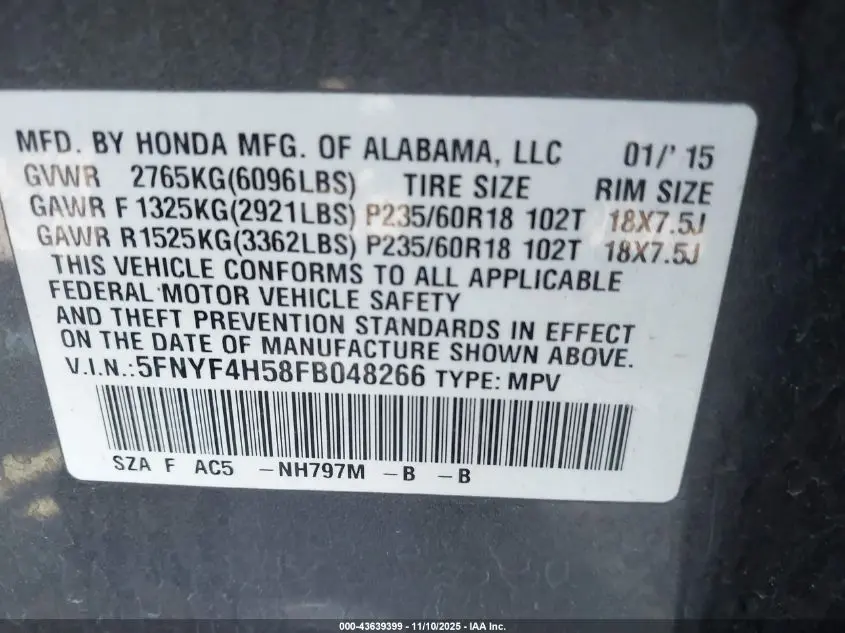 MFD. BY HONDA MFG. OF ALABAMA, LLC 01/' 15
GVWR 2765KG(6096LBS) TIRE SIZE RIM SIZE
GAWR F 1325KG(2921LBS) P235/60R18 102T 18X7.5J
GAWR R1525KG(3362LBS) P235/60R18 102T 18X7.5J
THIS VEHICLE CONFORMS TO ALL APPLICABLE
FEDERAL MOTOR VEHICLE SAFETY
AND THEFT PREVENTION STANDARDS IN EFFECT
ON THE DATE OF MANUFACTURE SHOWN ABOVE.
V.I.N.:5FNYF4H58FB048266 TYPE: MPV
SZA F AC5 -NH797M -B -B
000-43639399 - 11/10/2025 - IAA Inc.